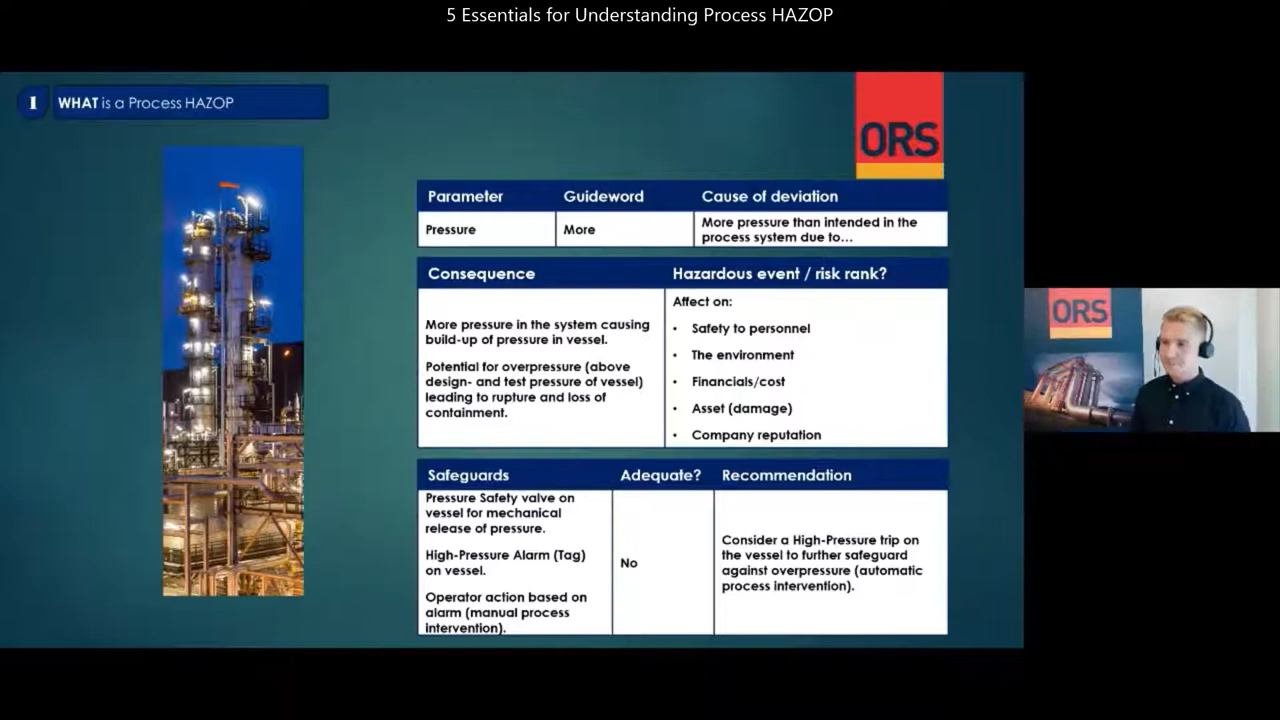 5 Essentials for Understanding Process HAZOP
1 WHAT is a Process HAZOP
ORS
Parameter Guideword Cause of deviation
Pressure More More pressure than intended in the
process system due to...
Consequence Hazardous event / risk rank?
More pressure in the system causing
build-up of pressure in vessel.
Potential for overpressure (above
design- and test pressure of vessel)
leading to rupture and loss of
containment.
Affect on:
• Safety to personnel
• The environment
• Financials/cost
• Asset (damage)
• Company reputation
Safeguards Adequate? Recommendation
Pressure Safety valve on
vessel for mechanical
release of pressure.
High-Pressure Alarm (Tag)
on vessel.
Operator action based on
alarm (manual process
intervention).
No
Consider a High-Pressure trip on
the vessel to further safeguard
against overpressure (automatic
process intervention).
ORS